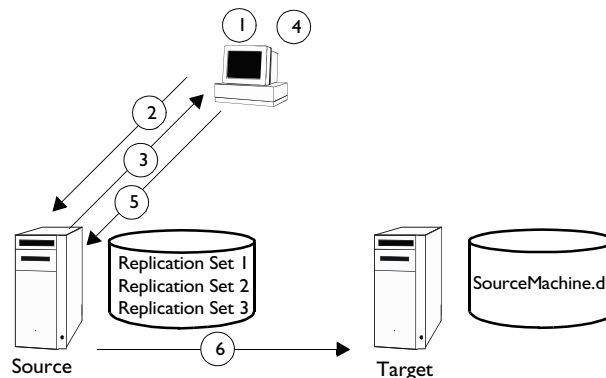 1
4
2
3
5
Replication Set 1
Replication Set 2
Replication Set 3
SourceMachine.d
6
Source
Target